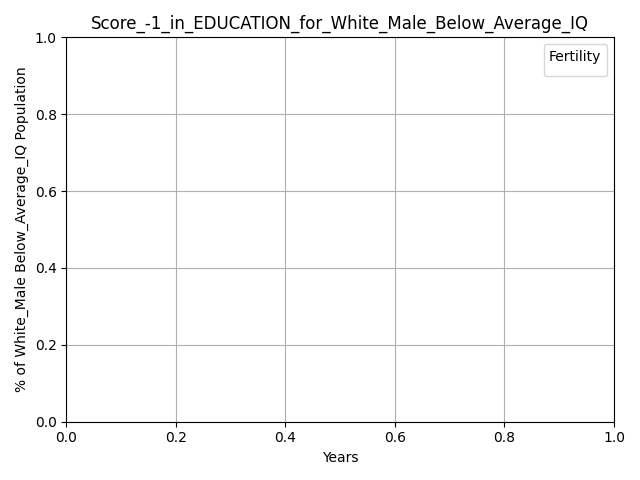 Score_-1_in_EDUCATION_for_White_Male_Below_Average_IQ
Fertility
% of White_Male Below_Average_IQ Population
1.0
0.8
0.6
0.4
0.2
0.0
0.0 0.2 0.4 0.6 0.8 1.0
Years